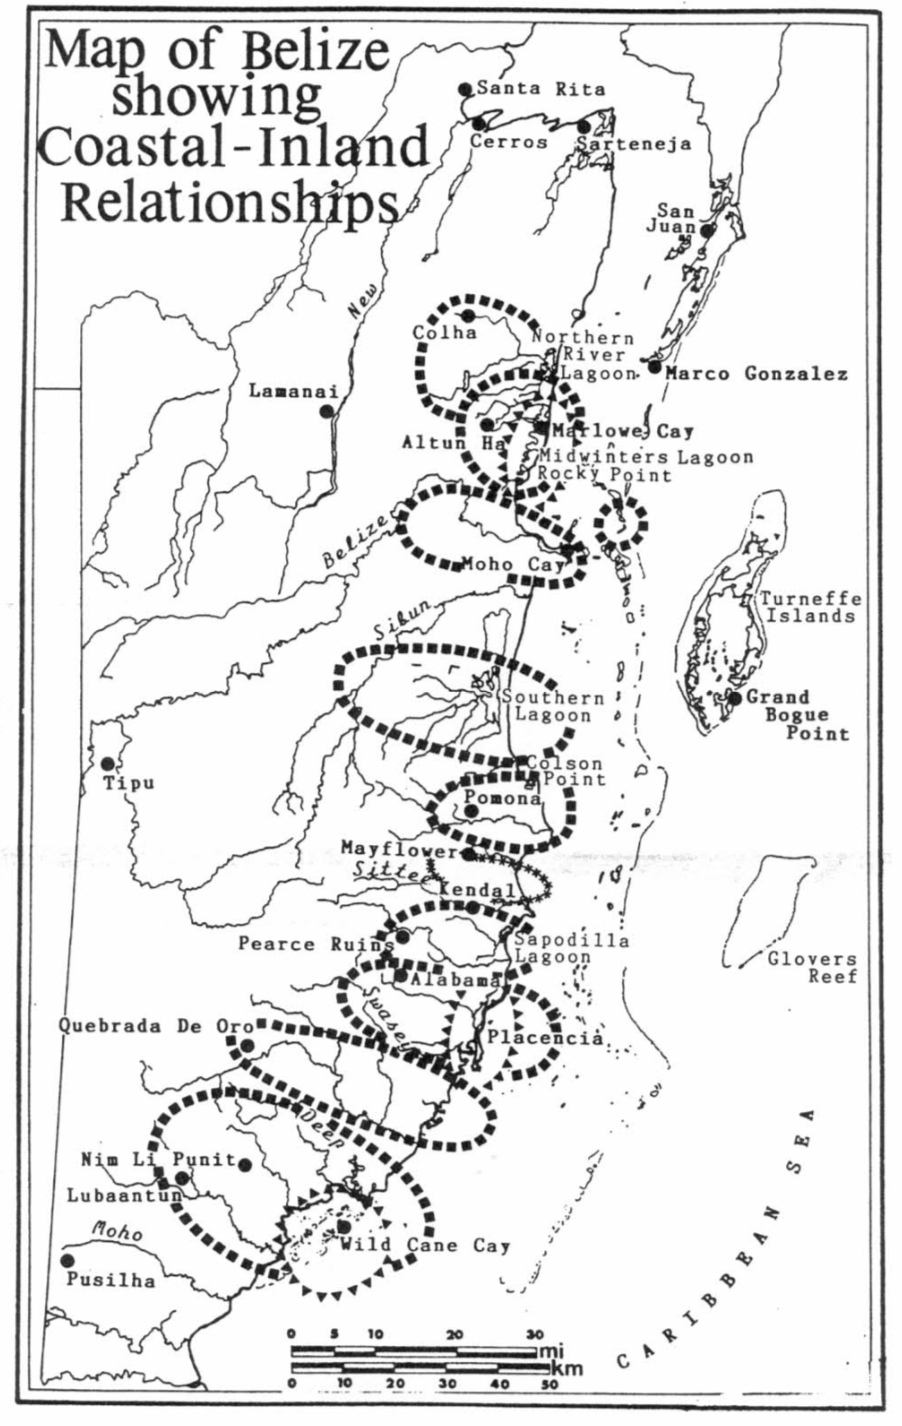 Map of Belize
showing
Coastal-Inland
Relationships
Santa Rita
Cerros
Sarteneja
San
Juan
New
Colha
Northern
River
Lagoon
Marco Gonzalez
Lamanai
Altun Ha
Marlowe Cay
Midwinters Lagoon
Rocky Point
Belize
Moho Cay
Turneffe
Islands
Sibun
Southern
Lagoon
Grand
Bogue
Point
Colson
Point
Tipu
Pomona
Mayflower
Sittee
Kendal
Pearce Ruins
Sapodilla
Lagoon
Glovers
Reef
Alabama
Swasey
Quebrada De Oro
Placencia
Deep
Nim Li Punit
Lubaantun
Moho
Wild Cane Cay
Pusilha
CARIBBEAN SEA
0 5 10 20 30
mi
km
0 10 20 30 40 50